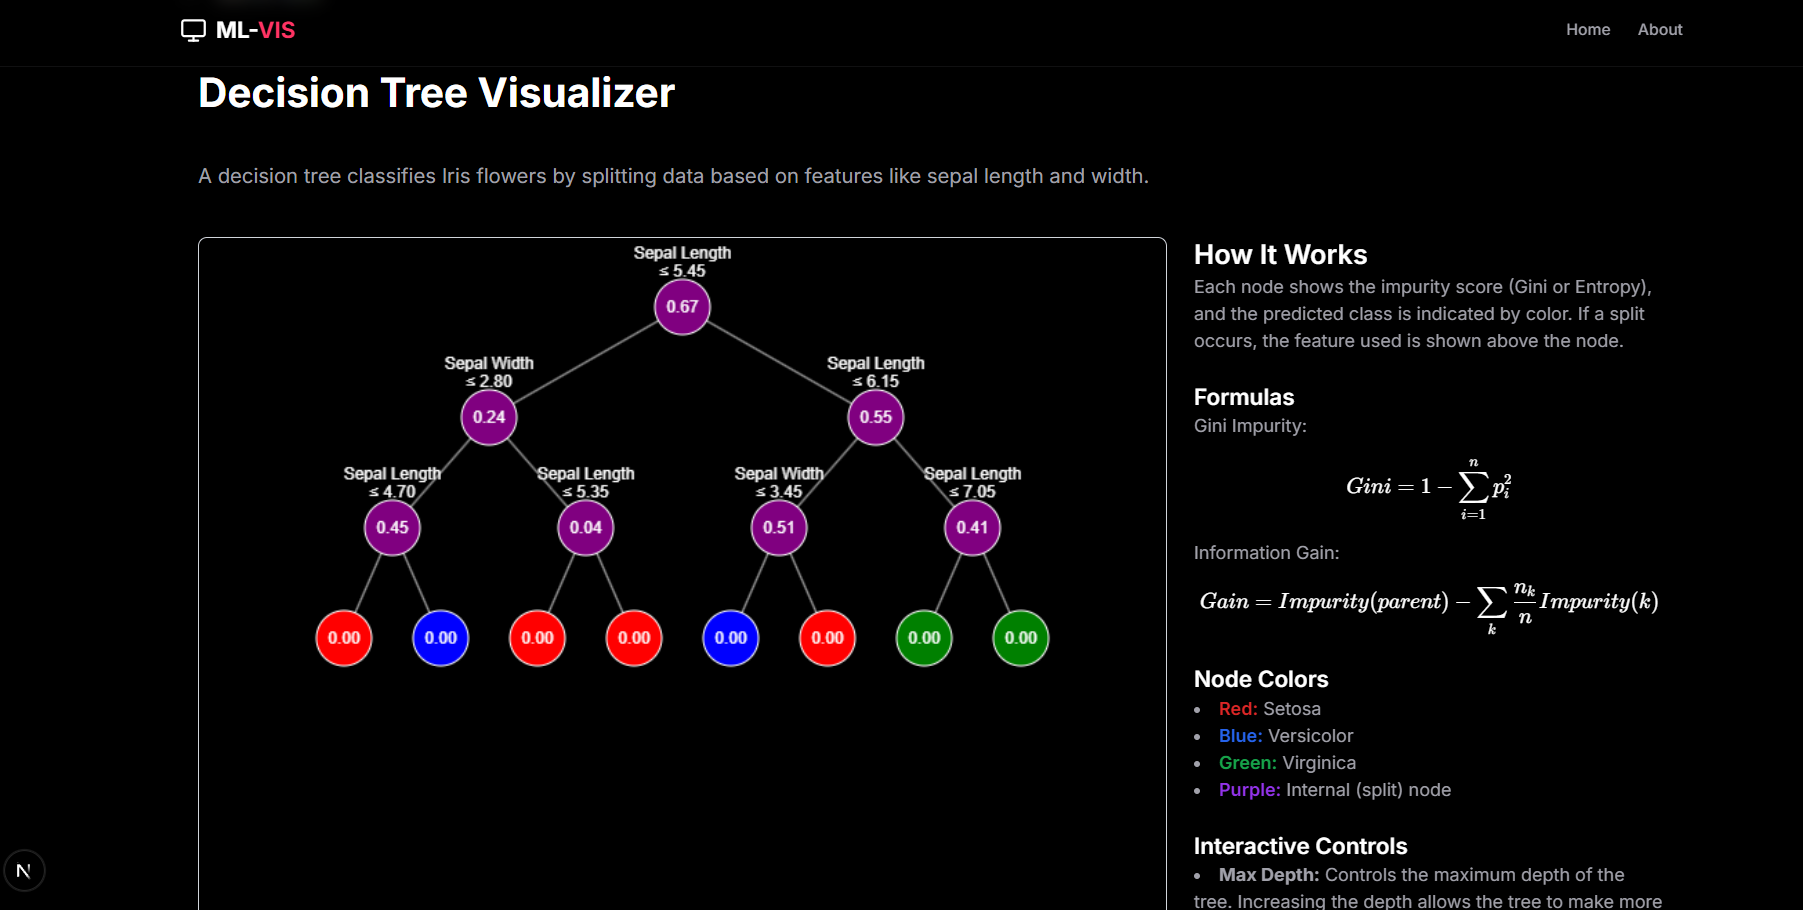 ML-VIS
Home
About
Decision Tree Visualizer
A decision tree classifies Iris flowers by splitting data based on features like sepal length and width.
Sepal Length
≤ 5.45
0.67
Sepal Width
≤ 2.80
0.24
Sepal Length
≤ 6.15
0.55
Sepal Length
≤ 4.70
0.45
Sepal Length
≤ 5.35
0.04
Sepal Width
≤ 3.45
0.51
Sepal Length
≤ 7.05
0.41
0.00
0.00
0.00
0.00
0.00
0.00
0.00
0.00
How It Works
Each node shows the impurity score (Gini or Entropy),
and the predicted class is indicated by color. If a split
occurs, the feature used is shown above the node.
Formulas
Gini Impurity:
Gini = 1 − ∑_{i=1}^{n} p_i^2
Information Gain:
Gain = Impurity(parent) − ∑_k n_k/n Impurity(k)
Node Colors
• Red: Setosa
• Blue: Versicolor
• Green: Virginica
• Purple: Internal (split) node
Interactive Controls
• Max Depth: Controls the maximum depth of the
tree. Increasing the depth allows the tree to make more
N